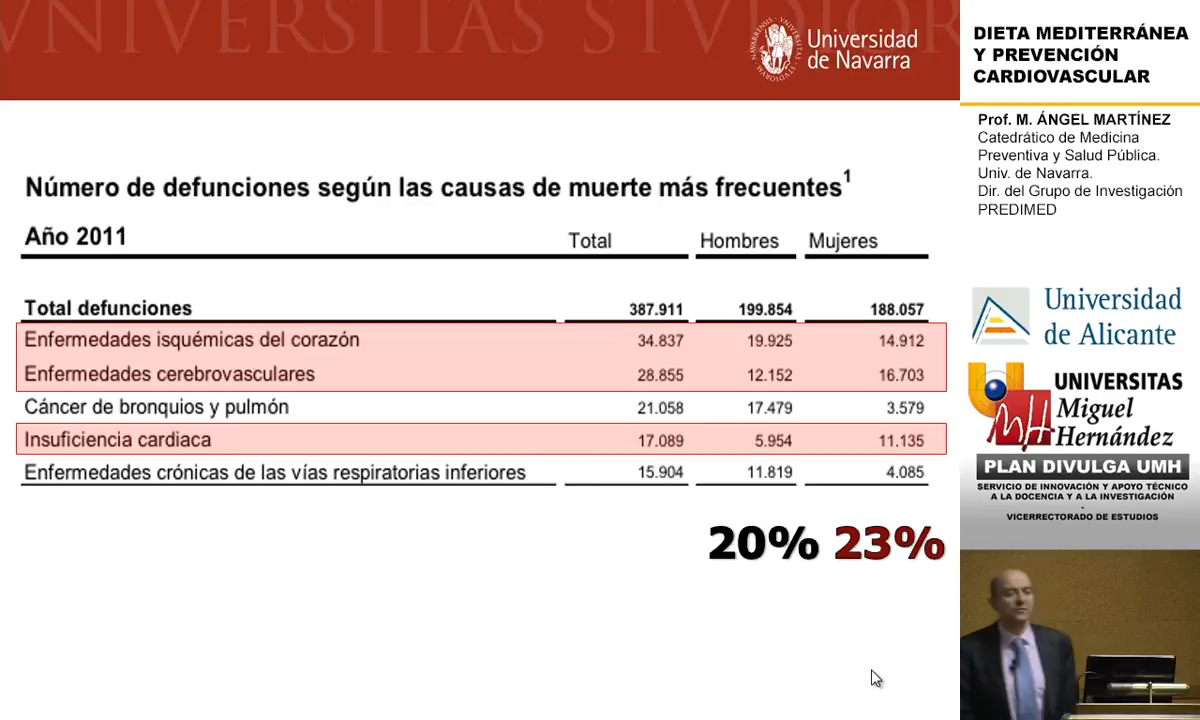 VNIVERSITAS STVDIOR
Universidad
de Navarra
DIETA MEDITERRÁNEA
Y PREVENCIÓN
CARDIOVASCULAR
Prof. M. ÁNGEL MARTÍNEZ
Catedrático de Medicina
Preventiva y Salud Pública.
Univ. de Navarra.
Dir. del Grupo de Investigación
PREDIMED
Número de defunciones según las causas de muerte más frecuentes1
Año 2011 Total Hombres Mujeres
Total defunciones 387.911 199.854 188.057
Enfermedades isquémicas del corazón 34.837 19.925 14.912
Enfermedades cerebrovasculares 28.855 12.152 16.703
Cáncer de bronquios y pulmón 21.058 17.479 3.579
Insuficiencia cardiaca 17.089 5.954 11.135
Enfermedades crónicas de las vías respiratorias inferiores 15.904 11.819 4.085
20% 23%
Universidad
de Alicante
UNIVERSITAS
Miguel
Hernández
PLAN DIVULGA UMH
SERVICIO DE INNOVACIÓN Y APOYO TÉCNICO
A LA DOCENCIA Y A LA INVESTIGACIÓN
-
VICERRECTORADO DE ESTUDIOS